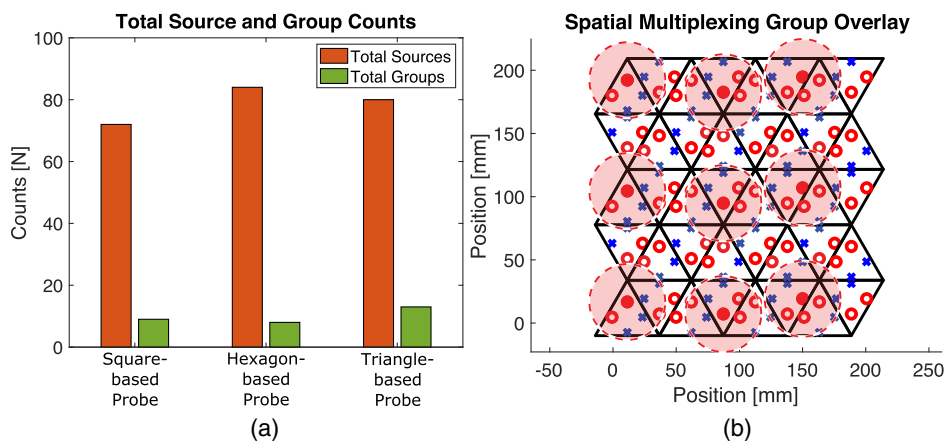 Total Source and Group Counts
100
80
60
40
20
0
Counts [N]
Total Sources
Total Groups
Square-
based
Probe
Hexagon-
based
Probe
Triangle-
based
Probe
(a)
Spatial Multiplexing Group Overlay
200
150
100
50
0
Position [mm]
-50 0 50 100 150 200 250
Position [mm]
(b)